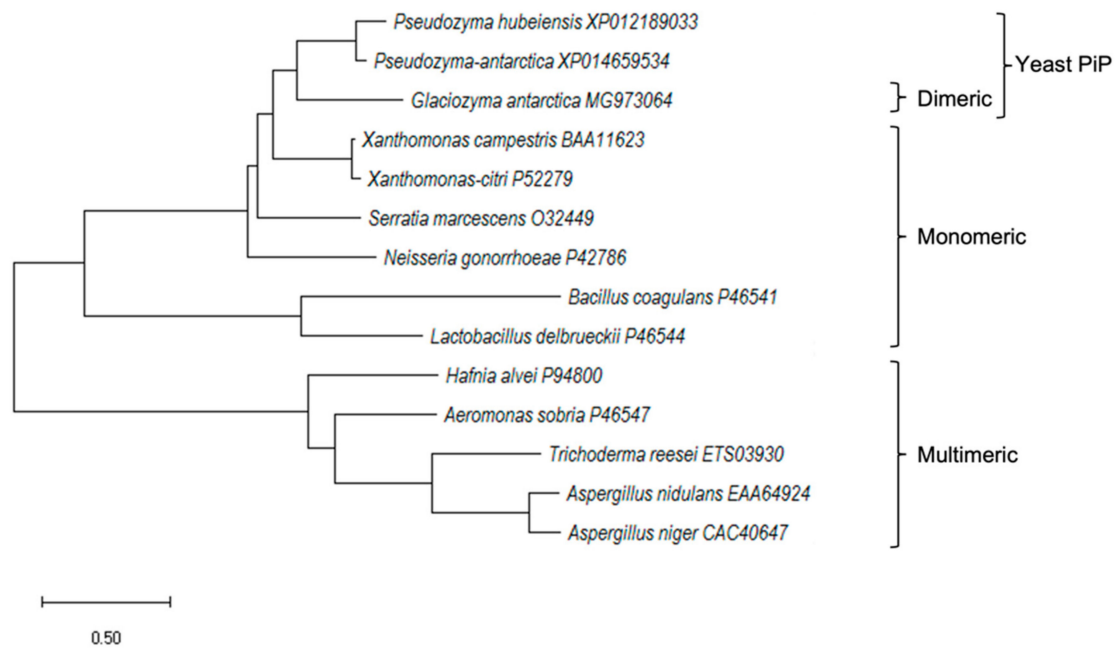 Pseudozyma hubeiensis XP012189033
Pseudozyma-antarctica XP014659534
Glaciozyma antarctica MG973064
Xanthomonas campestris BAA11623
Xanthomonas-citri P52279
Serratia marcescens O32449
Neisseria gonorrhoeae P42786
Bacillus coagulans P46541
Lactobacillus delbrueckii P46544
Hafnia alvei P94800
Aeromonas sobria P46547
Trichoderma reesei ETS03930
Aspergillus nidulans EAA64924
Aspergillus niger CAC40647
Yeast PiP
Dimeric
Monomeric
Multimeric
0.50